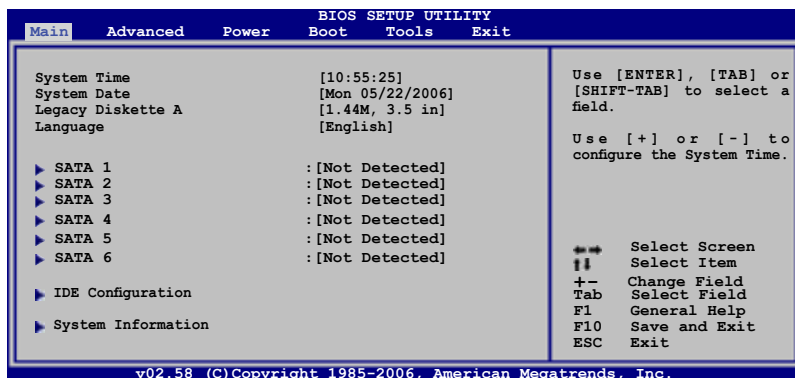 BIOS SETUP UTILITY
Main Advanced Power Boot Tools Exit
System Time [10:55:25]
System Date [Mon 05/22/2006]
Legacy Diskette A [1.44M, 3.5 in]
Language [English]
SATA 1 :[Not Detected]
SATA 2 :[Not Detected]
SATA 3 :[Not Detected]
SATA 4 :[Not Detected]
SATA 5 :[Not Detected]
SATA 6 :[Not Detected]
IDE Configuration
System Information
Use [ENTER], [TAB] or
[SHIFT-TAB] to select a
field.
Use [+] or [-] to
configure the System Time.
Select Screen
Select Item
+- Change Field
Tab Select Field
F1 General Help
F10 Save and Exit
ESC Exit
v02.58 (C)Copyright 1985-2006, American Megatrends, Inc.